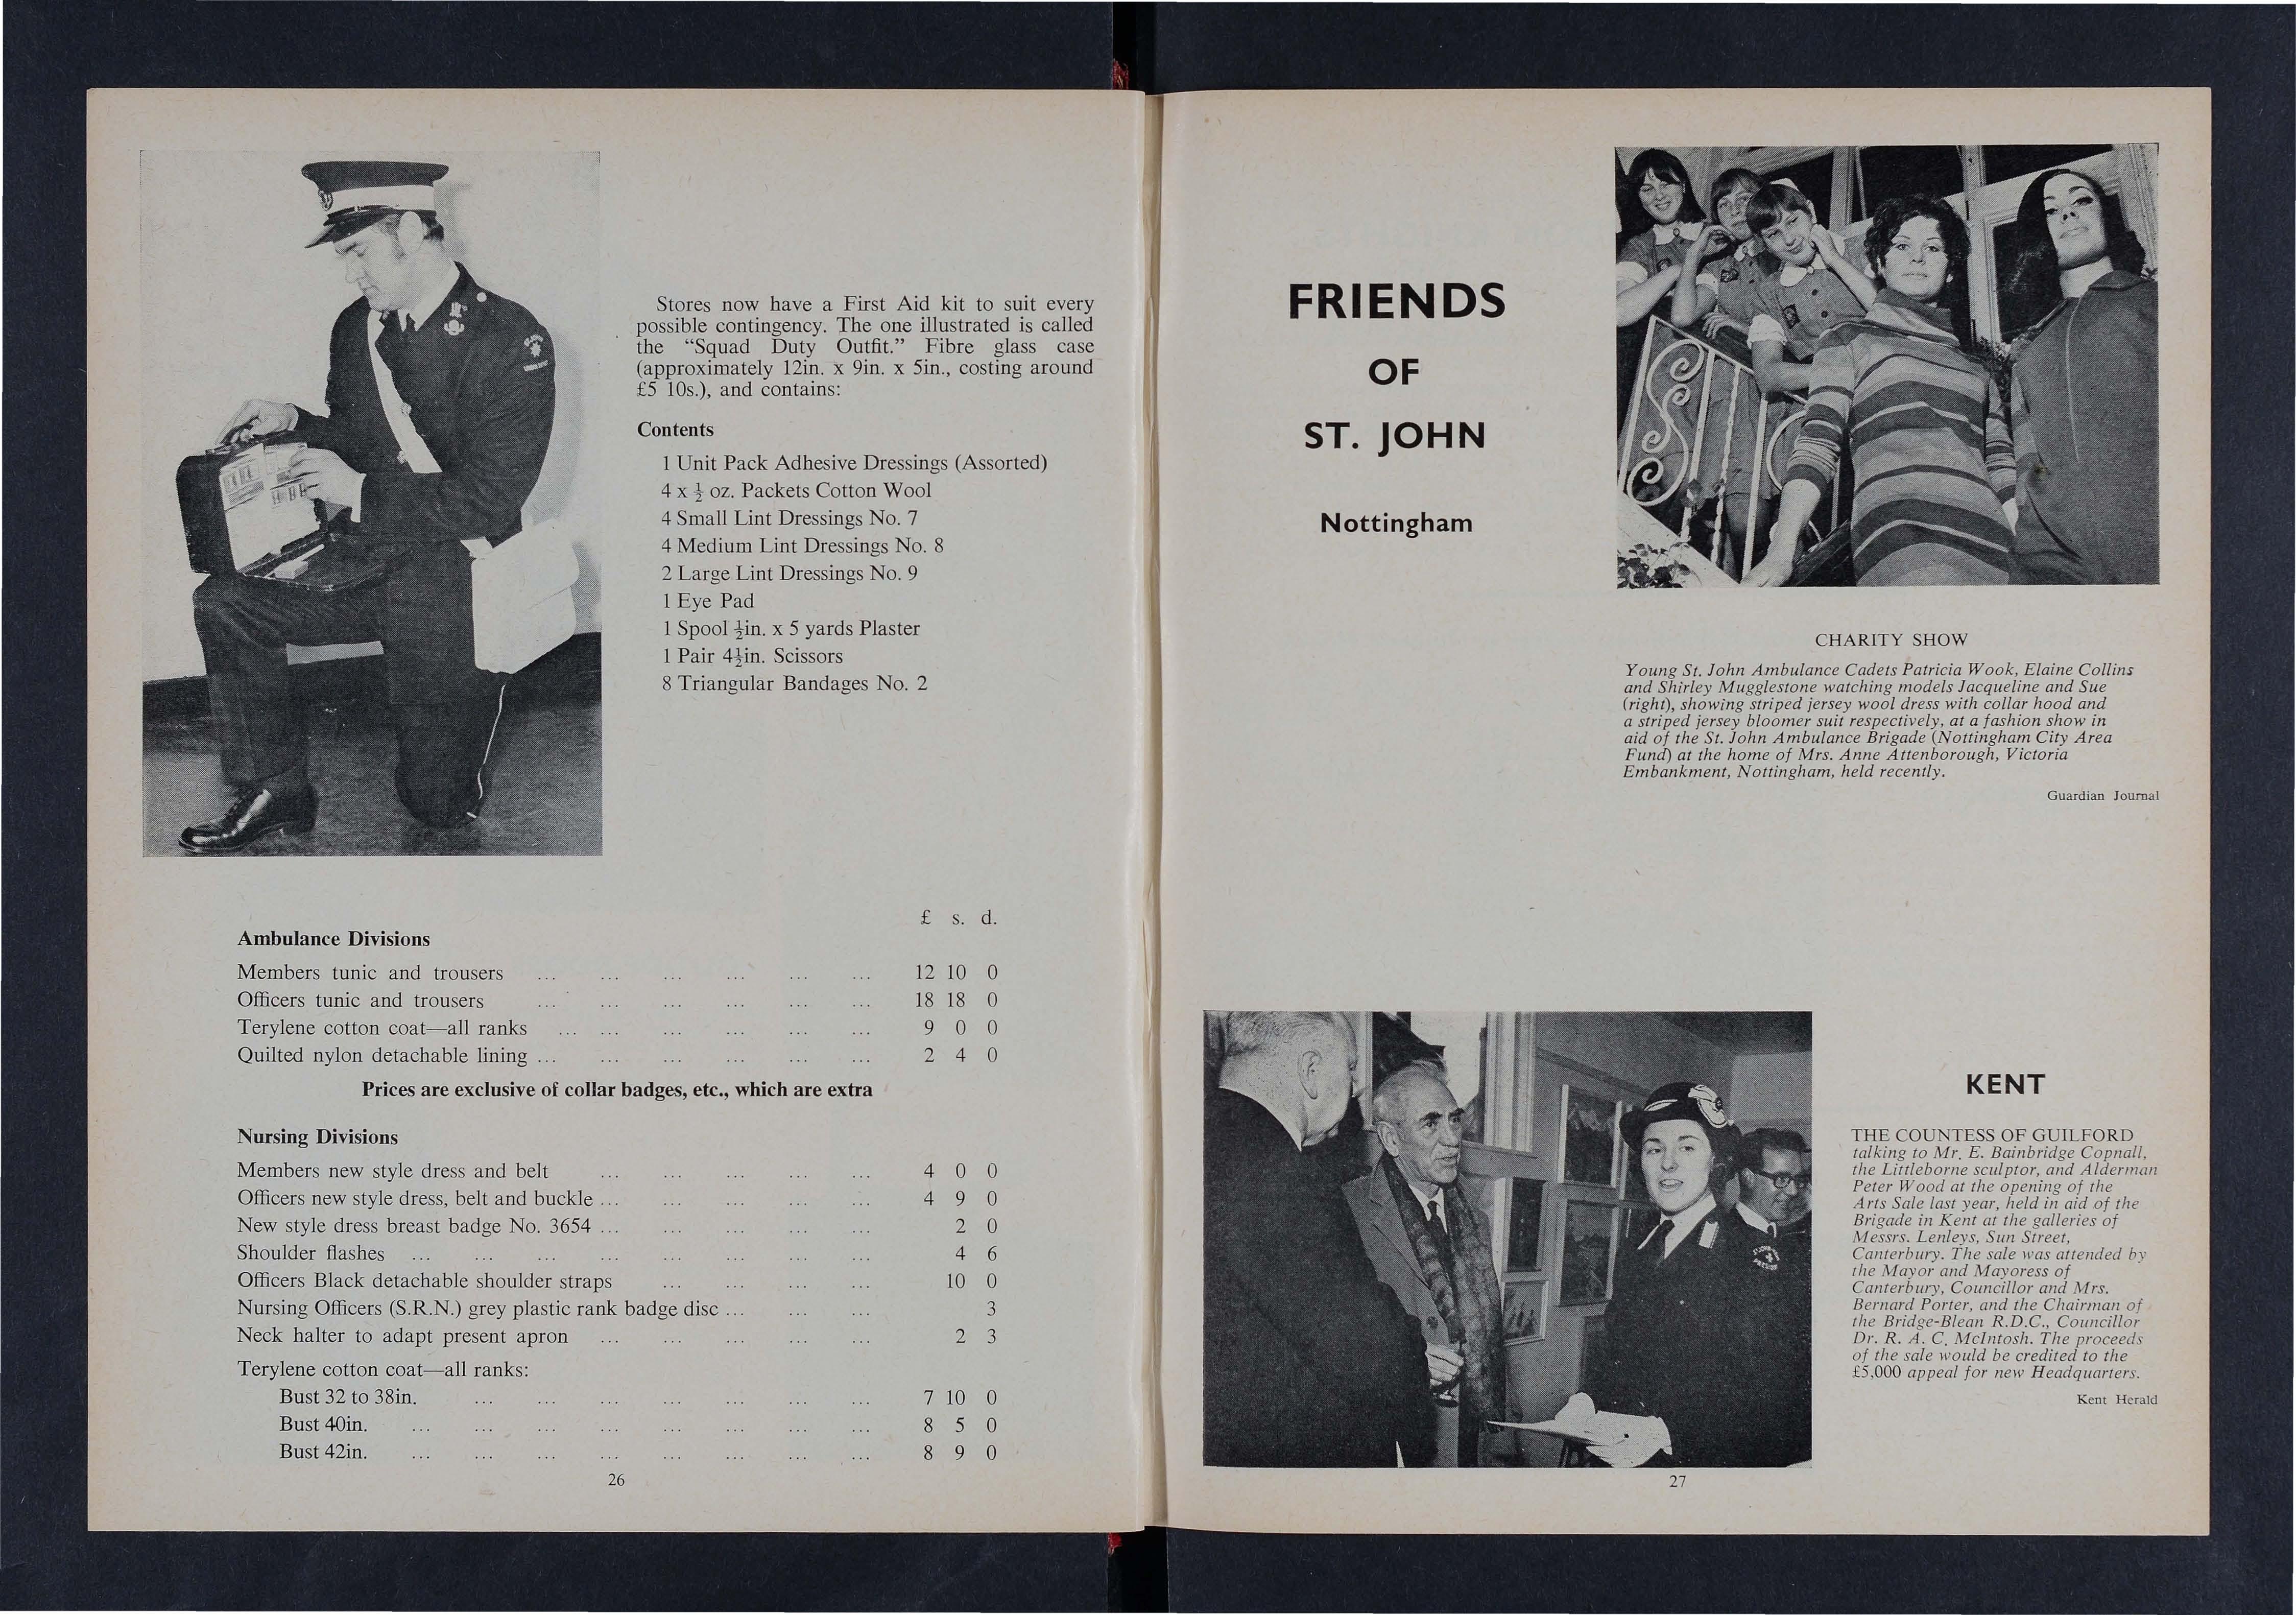 Stores now have a First Aid kit to suit every
possible contingency. The one illustrated is called
the “Squad Duty Outfit.” Fibre glass case
(approximately 12in. x 9in. x 5in., costing around
£5 10s.), and contains:
Contents
1 Unit Pack Adhesive Dressings (Assorted)
4 x ½ oz. Packets Cotton Wool
4 Small Lint Dressings No. 7
4 Medium Lint Dressings No. 8
2 Large Lint Dressings No. 9
1 Eye Pad
1 Spool ½in. x 5 yards Plaster
1 Pair 4½in. Scissors
8 Triangular Bandages No. 2
£ s. d.
Ambulance Divisions
Members tunic and trousers ... ... ... ... ... ... 12 10 0
Officers tunic and trousers ... ... ... ... ... ... 18 18 0
Terylene cotton coat—all ranks ... ... ... ... ... ... 9 0 0
Quilted nylon detachable lining ... ... ... ... ... ... 2 4 0
Prices are exclusive of collar badges, etc., which are extra
Nursing Divisions
Members new style dress and belt ... ... ... ... ... 4 0 0
Officers new style dress, belt and buckle ... ... ... ... ... 4 9 0
New style dress breast badge No. 3654 ... ... ... ... ... 2 0
Shoulder flashes ... ... ... ... ... ... ... ... 4 6
Officers Black detachable shoulder straps ... ... ... ... 10 0
Nursing Officers (S.R.N.) grey plastic rank badge disc ... ... ... 3
Neck halter to adapt present apron ... ... ... ... ... 2 3
Terylene cotton coat—all ranks:
Bust 32 to 38in. ... ... ... ... ... ... ... 7 10 0
Bust 40in. ... ... ... ... ... ... ... ... 8 5 0
Bust 42in. ... ... ... ... ... ... ... ... 8 9 0
26
FRIENDS
OF
ST. JOHN
Nottingham
CHARITY SHOW
Young St. John Ambulance Cadets Patricia Wook, Elaine Collins
and Shirley Mugglestone watching models Jacqueline and Sue
(right), showing striped jersey wool dress with collar hood and
a striped jersey bloomer suit respectively, at a fashion show in
aid of the St. John Ambulance Brigade (Nottingham City Area
Fund) at the home of Mrs. Anne Attenborough, Victoria
Embankment, Nottingham, held recently.
Guardian Journal
KENT
THE COUNTESS OF GUILFORD
talking to Mr. E. Bainbridge Copnall,
the Littleborne sculptor, and Alderman
Peter Wood at the opening of the
Arts Sale last year, held in aid of the
Brigade in Kent at the galleries of
Messrs. Lenleys, Sun Street,
Canterbury. The sale was attended by
the Mayor and Mayoress of
Canterbury, Councillor and Mrs.
Bernard Porter, and the Chairman of
the Bridge-Blean R.D.C., Councillor
Dr. R. A. C. McIntosh. The proceeds
of the sale would be credited to the
£5,000 appeal for new Headquarters.
Kent Herald
27